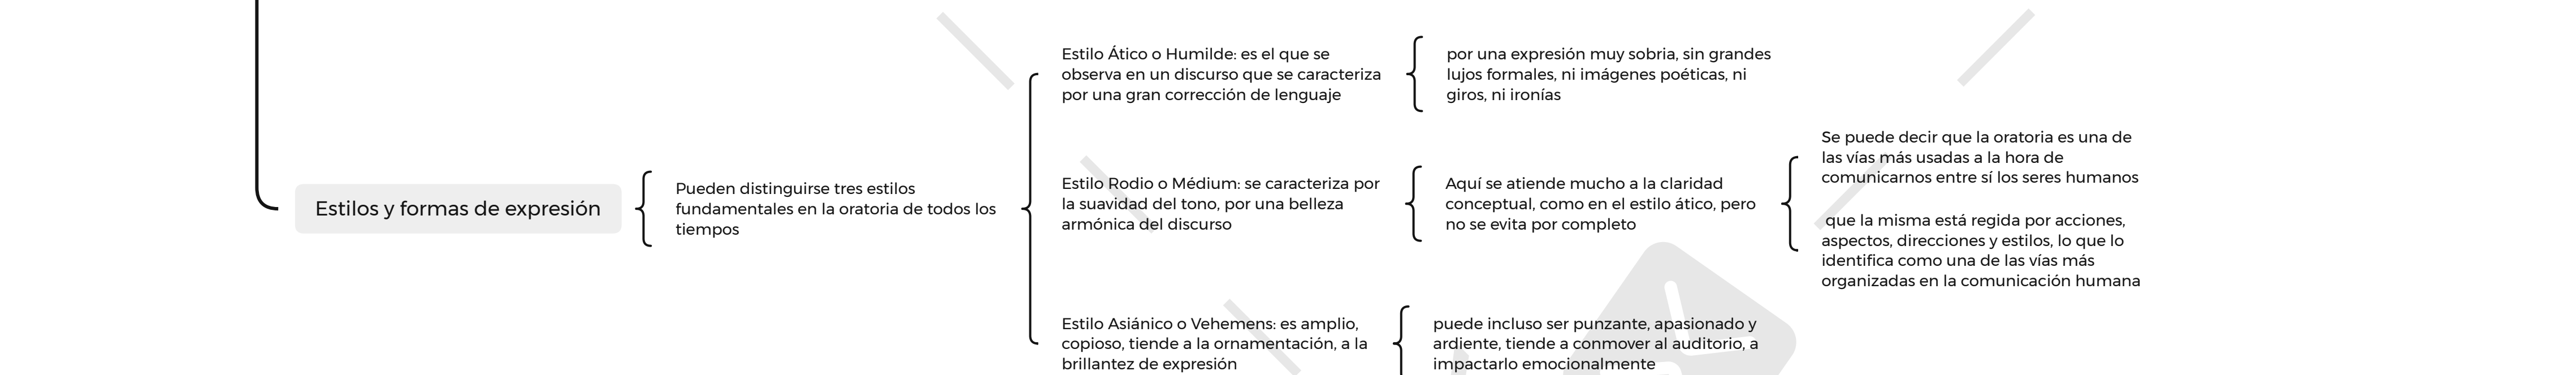 Estilos y formas de expresión
Pueden distinguirse tres estilos
fundamentales en la oratoria de todos los
tiempos
Estilo Ático o Humilde: es el que se
observa en un discurso que se caracteriza
por una gran corrección de lenguaje
por una expresión muy sobria, sin grandes
lujos formales, ni imágenes poéticas, ni
giros, ni ironías
Estilo Rodio o Médium: se caracteriza por
la suavidad del tono, por una belleza
armónica del discurso
Aquí se atiende mucho a la claridad
conceptual, como en el estilo ático, pero
no se evita por completo
Se puede decir que la oratoria es una de
las vías más usadas a la hora de
comunicarnos entre sí los seres humanos
que la misma está regida por acciones,
aspectos, direcciones y estilos, lo que lo
identifica como una de las vías más
organizadas en la comunicación humana
Estilo Asiánico o Vehemens: es amplio,
copioso, tiende a la ornamentación, a la
brillantez de expresión
puede incluso ser punzante, apasionado y
ardiente, tiende a conmover al auditorio, a
impactarlo emocionalmente